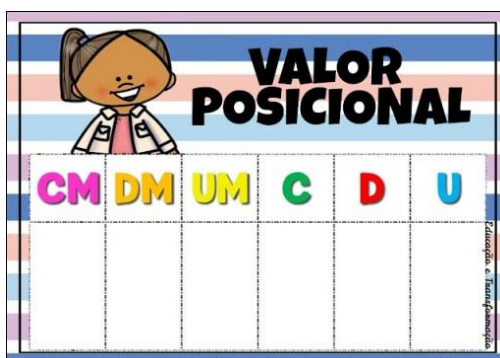 VALOR
POSICIONAL
CM DM UM C D U
Educação e Transformação